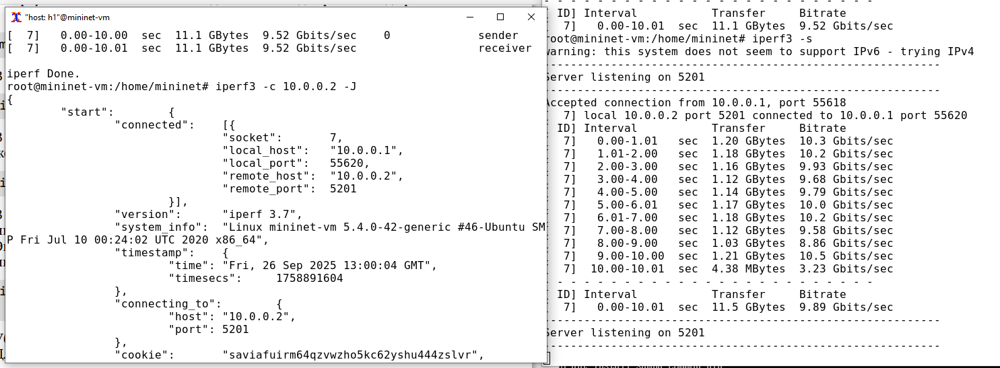 "host: h1"@mininet-vm
[  7]   0.00-10.00  sec  11.1 GBytes  9.52 Gbits/sec    0             sender
[  7]   0.00-10.01  sec  11.1 GBytes  9.52 Gbits/sec                  receiver
iperf Done.
root@mininet-vm:/home/mininet# iperf3 -c 10.0.0.2 -J
{
        "start":        {
                "connected":    [{
                                "socket":       7,
                                "local_host":   "10.0.0.1",
                                "local_port":   55620,
                                "remote_host":  "10.0.0.2",
                                "remote_port":  5201
                        }],
                "version":      "iperf 3.7",
                "system_info":  "Linux mininet-vm 5.4.0-42-generic #46-Ubuntu SM
P Fri Jul 10 00:24:02 UTC 2020 x86_64",
                "timestamp":    {
                        "time": "Fri, 26 Sep 2025 13:00:04 GMT",
                        "timesecs":     1758891604
                },
                "connecting_to":        {
                        "host": "10.0.0.2",
                        "port": 5201
                },
                "cookie":       "saviafuirm64qzvwzho5kc62yshu444zslvr",
- - - - - - - - - - - - - - - - - - - - - - - - -
ID] Interval           Transfer     Bitrate
7]   0.00-10.01  sec  11.1 GBytes  9.52 Gbits/sec
root@mininet-vm:/home/mininet# iperf3 -s
warning: this system does not seem to support IPv6 - trying IPv4
-----------------------------------------------------------
Server listening on 5201
-----------------------------------------------------------
Accepted connection from 10.0.0.1, port 55618
7] local 10.0.0.2 port 5201 connected to 10.0.0.1 port 55620
ID] Interval           Transfer     Bitrate
7]   0.00-1.01   sec  1.20 GBytes  10.3 Gbits/sec
7]   1.01-2.00   sec  1.18 GBytes  10.2 Gbits/sec
7]   2.00-3.00   sec  1.16 GBytes  9.93 Gbits/sec
7]   3.00-4.00   sec  1.12 GBytes  9.68 Gbits/sec
7]   4.00-5.00   sec  1.14 GBytes  9.79 Gbits/sec
7]   5.00-6.01   sec  1.17 GBytes  10.0 Gbits/sec
7]   6.01-7.00   sec  1.18 GBytes  10.2 Gbits/sec
7]   7.00-8.00   sec  1.12 GBytes  9.58 Gbits/sec
7]   8.00-9.00   sec  1.03 GBytes  8.86 Gbits/sec
7]   9.00-10.00  sec  1.21 GBytes  10.5 Gbits/sec
7]  10.00-10.01  sec  4.38 MBytes  3.23 Gbits/sec
- - - - - - - - - - - - - - - - - - - - - - - - -
ID] Interval           Transfer     Bitrate
7]   0.00-10.01  sec  11.5 GBytes  9.89 Gbits/sec
-----------------------------------------------------------
Server listening on 5201
-----------------------------------------------------------